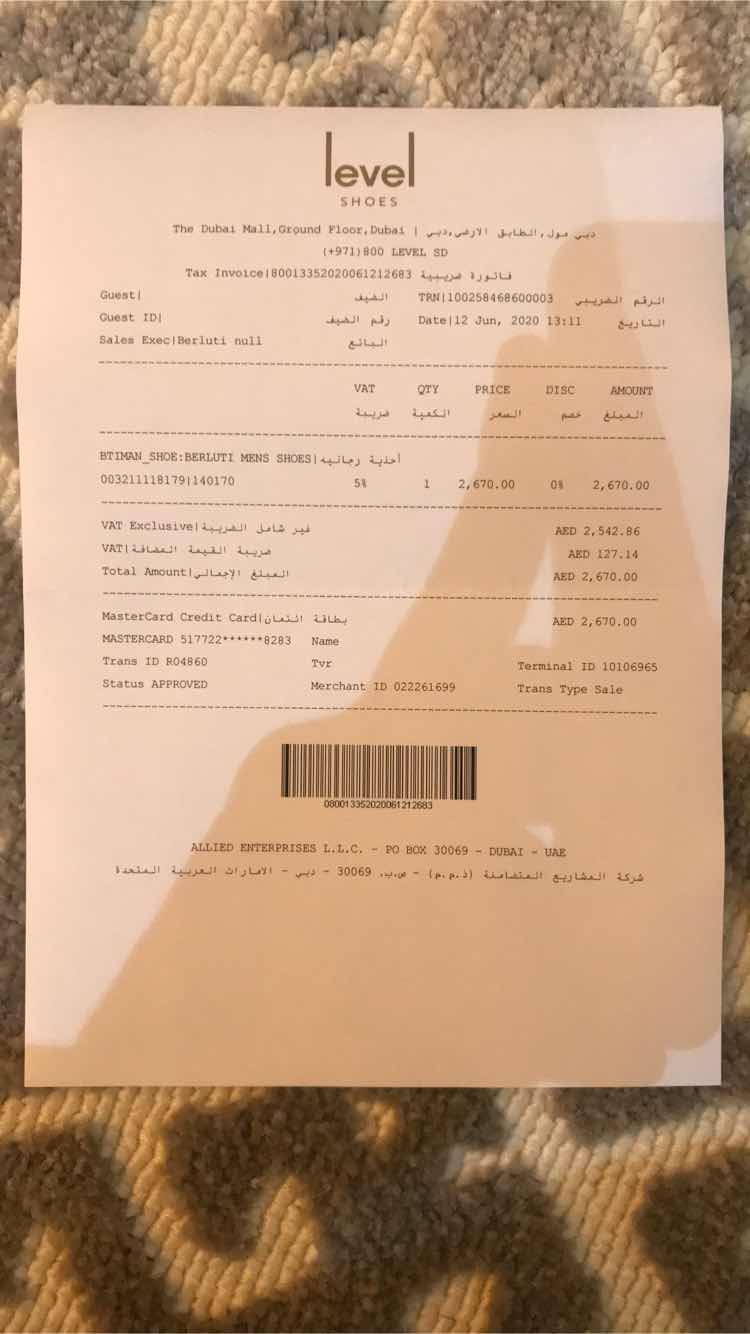 level
SHOES
The Dubai Mall,Ground Floor,Dubai | دبي مول,الطابق الارضي,دبي
(+971)800 LEVEL SD
Tax Invoice|80013352020061212683 فاتورة ضريبية
Guest| الضيف TRN|100258468600003 الرقم الضريبي
Guest ID| رقم الضيف Date|12 Jun, 2020 13:11 التاريخ
Sales Exec|Berluti null البائع
VAT QTY PRICE DISC AMOUNT
ضريبة الكمية السعر خصم المبلغ
BTIMAN_SHOE:BERLUTI MENS SHOES|أحذية رجانيه
003211118179|140170 5% 1 2,670.00 0% 2,670.00
VAT Exclusive|غير شامل الضريبة AED 2,542.86
VAT|ضريبة القيمة المضافة AED 127.14
Total Amount|المبلغ الإجمالي AED 2,670.00
MasterCard Credit Card|بطاقة ائتمان AED 2,670.00
MASTERCARD 517722******8283 Name
Trans ID R04860 Tvr Terminal ID 10106965
Status APPROVED Merchant ID 022261699 Trans Type Sale
080013352020061212683
ALLIED ENTERPRISES L.L.C. - PO BOX 30069 - DUBAI - UAE
شركة المشاريع المتضامنة (ذ.م.م) - ص.ب. 30069 - دبي - الامارات العربية المتحدة